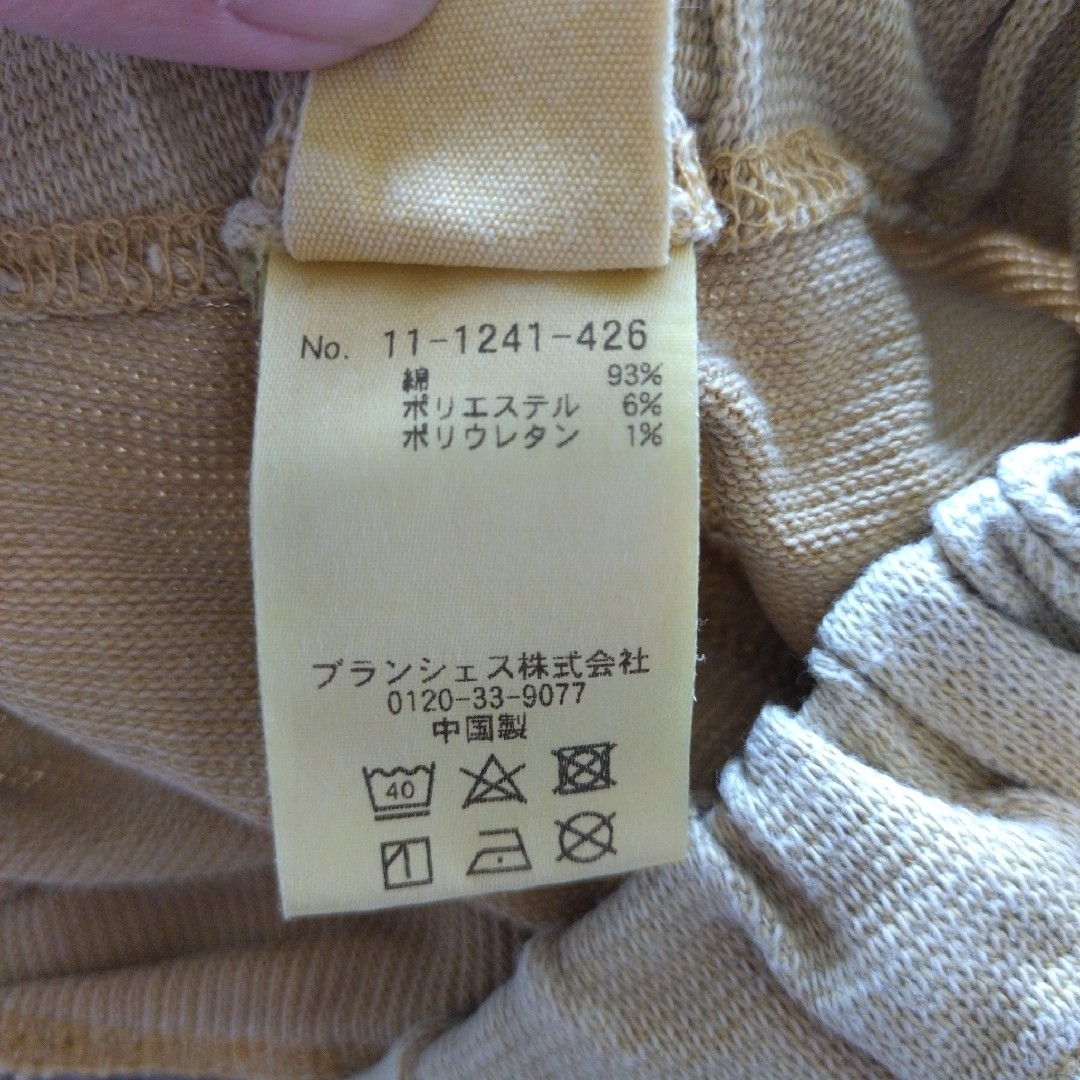 No. 11-1241-426
綿 93%
ポリエステル 6%
ポリウレタン 1%
ブランシェス株式会社
0120-33-9077
中国製
40